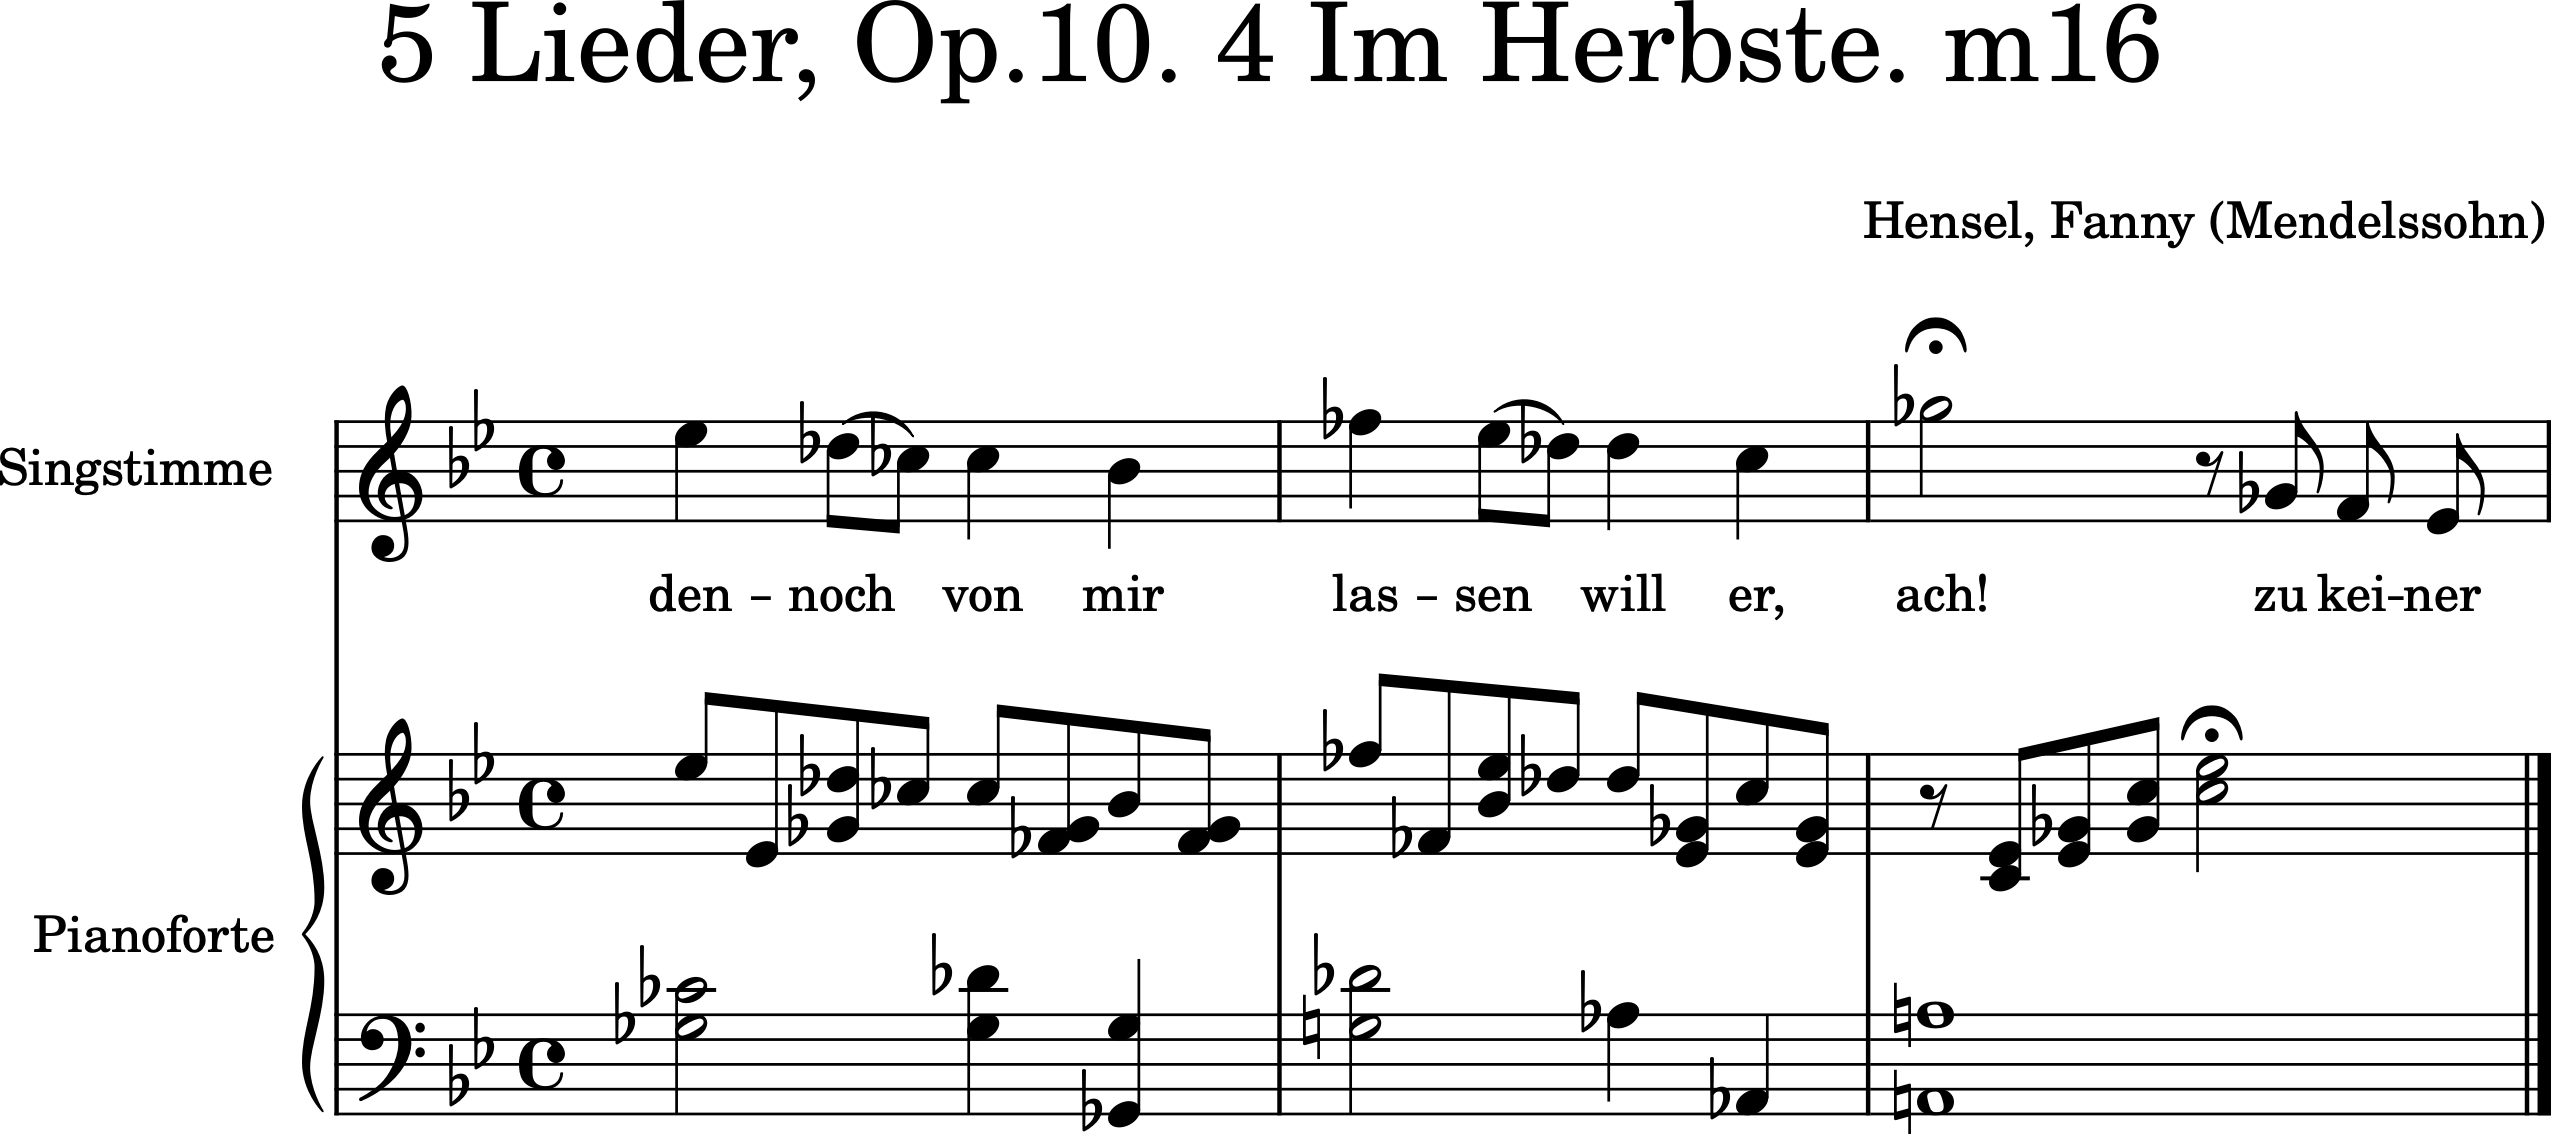 5 Lieder, Op.10. 4 Im Herbste. m16
Hensel, Fanny (Mendelssohn)
Singstimme
den - noch von mir las - sen will er, ach! zu kei-ner
Pianoforte